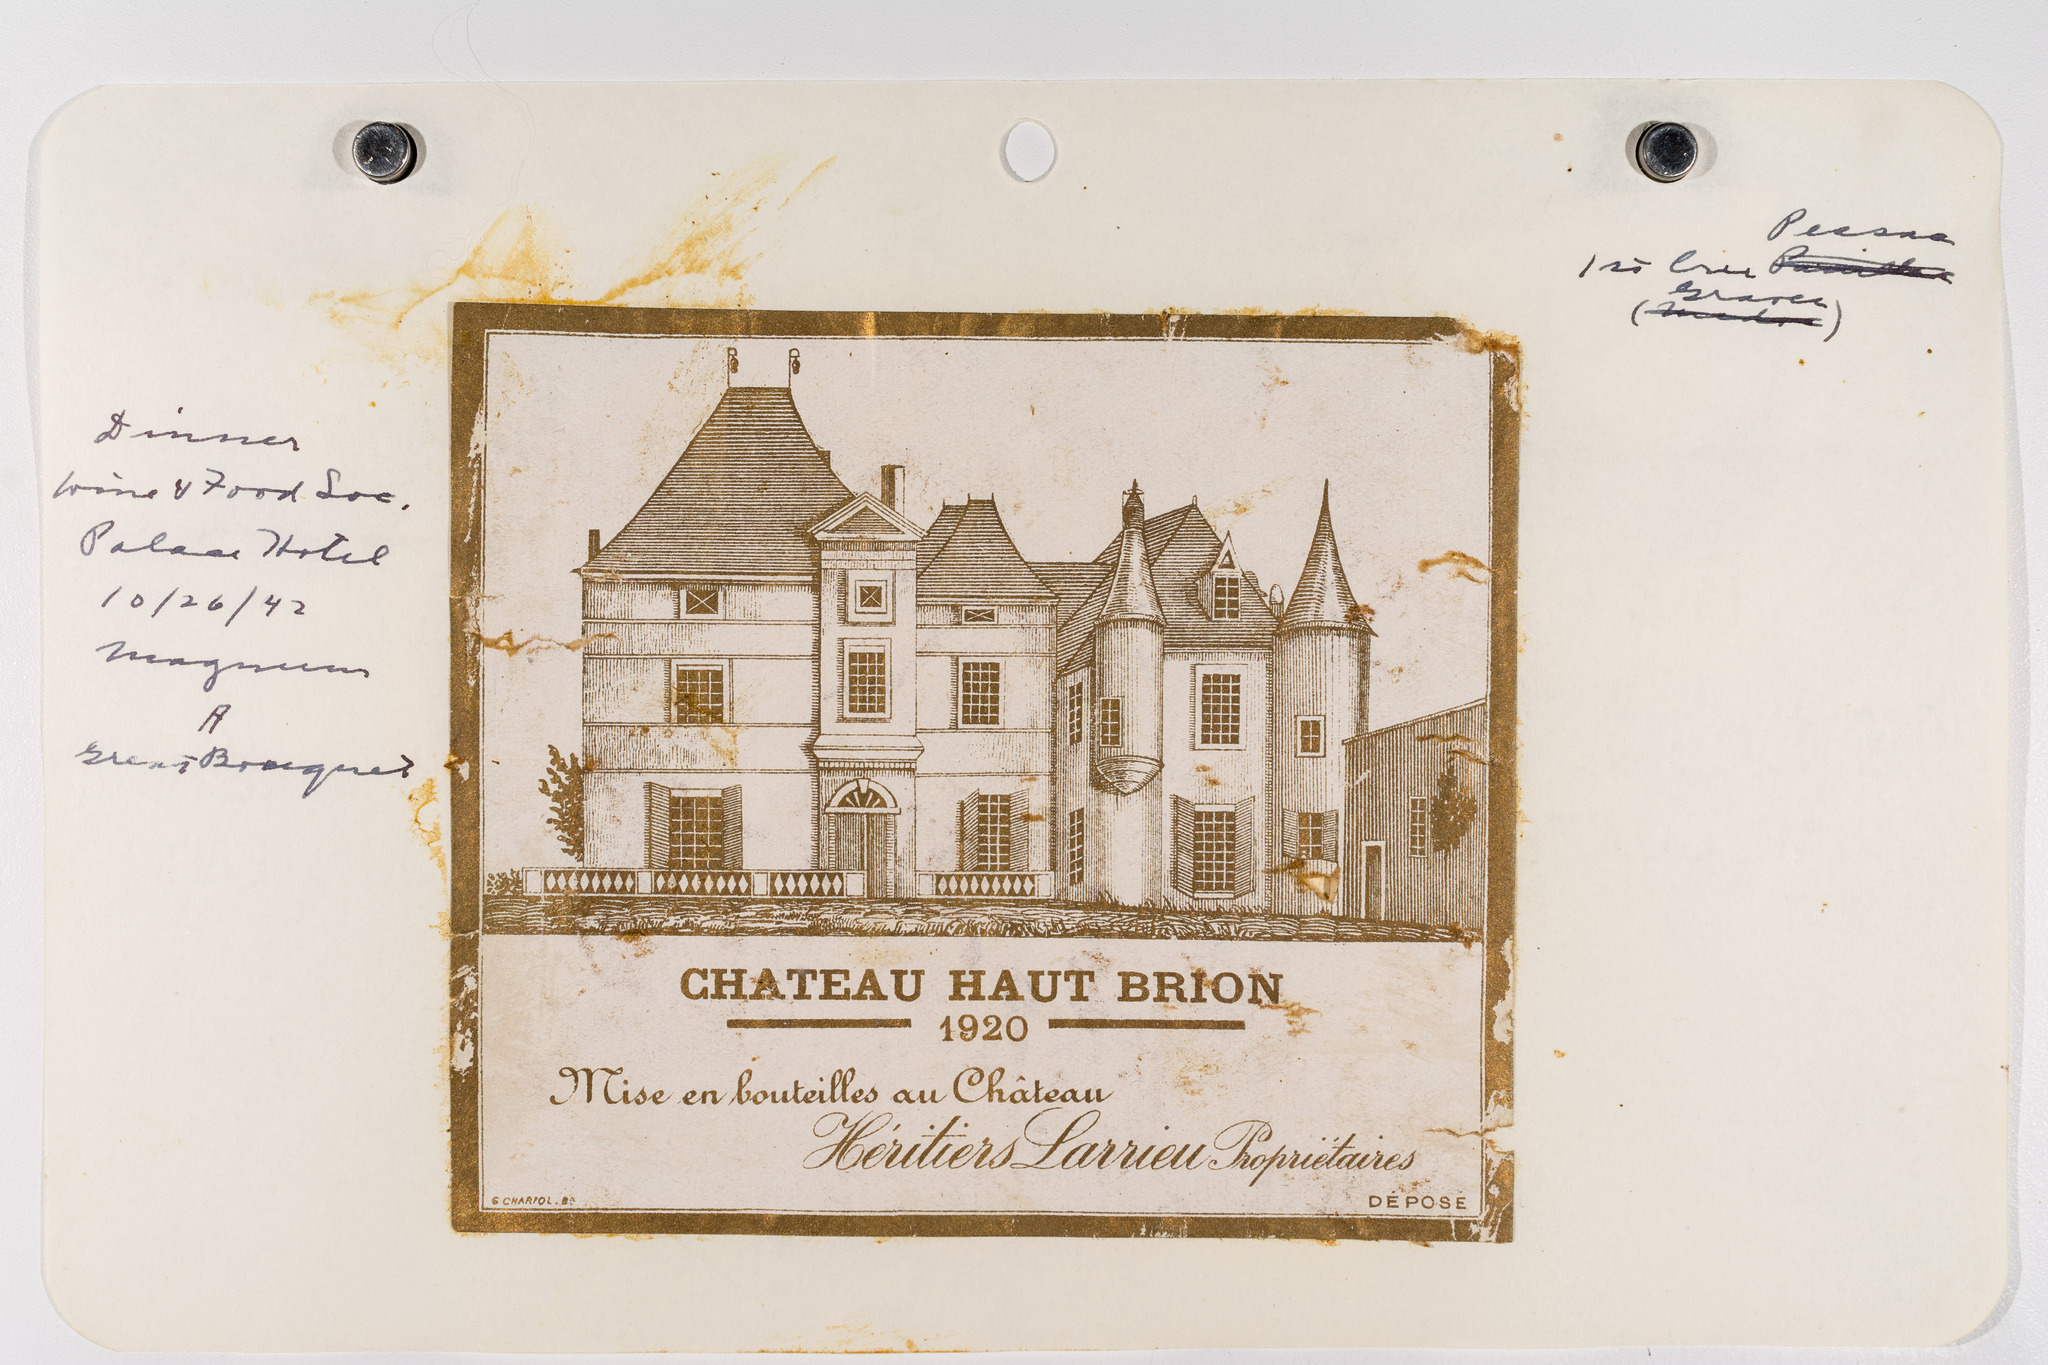 Pessac
1st Crue Pauillac
Graves
(Medoc)
Dinner
Wine & Food Soc.
Palace Hotel
10/26/42
Magnum
A
Great Bouquet
CHATEAU HAUT BRION
1920
Mise en bouteilles au Château
Héritiers Larrieu Propriétaires
G CHARIOL. Bx
DÉPOSÉ